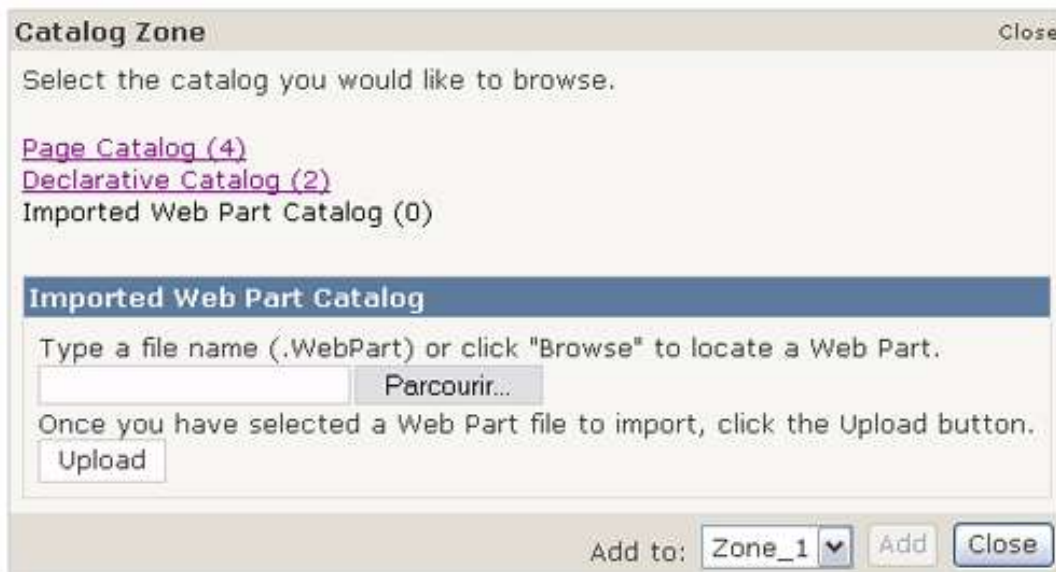 Catalog Zone Close
Select the catalog you would like to browse.
Page Catalog (4)
Declarative Catalog (2)
Imported Web Part Catalog (0)
Imported Web Part Catalog
Type a file name (.WebPart) or click "Browse" to locate a Web Part.
Parcourir...
Once you have selected a Web Part file to import, click the Upload button.
Upload
Add to: Zone_1 Add Close